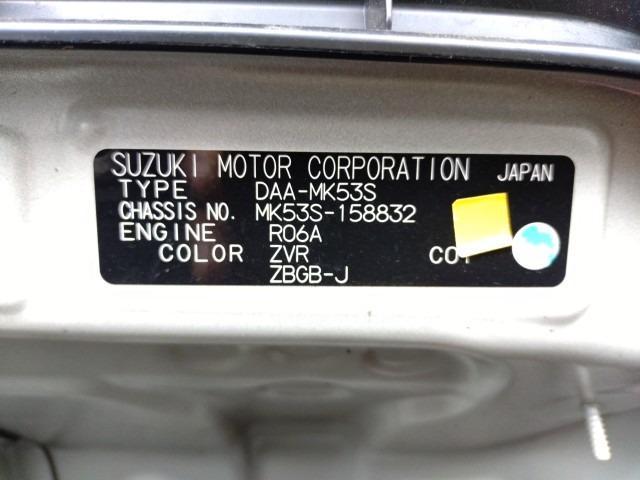 SUZUKI MOTOR CORPORATION JAPAN
TYPE DAA-MK53S
CHASSIS NO. MK53S-158832
ENGINE R06A
COLOR ZVR
ZBGB-J